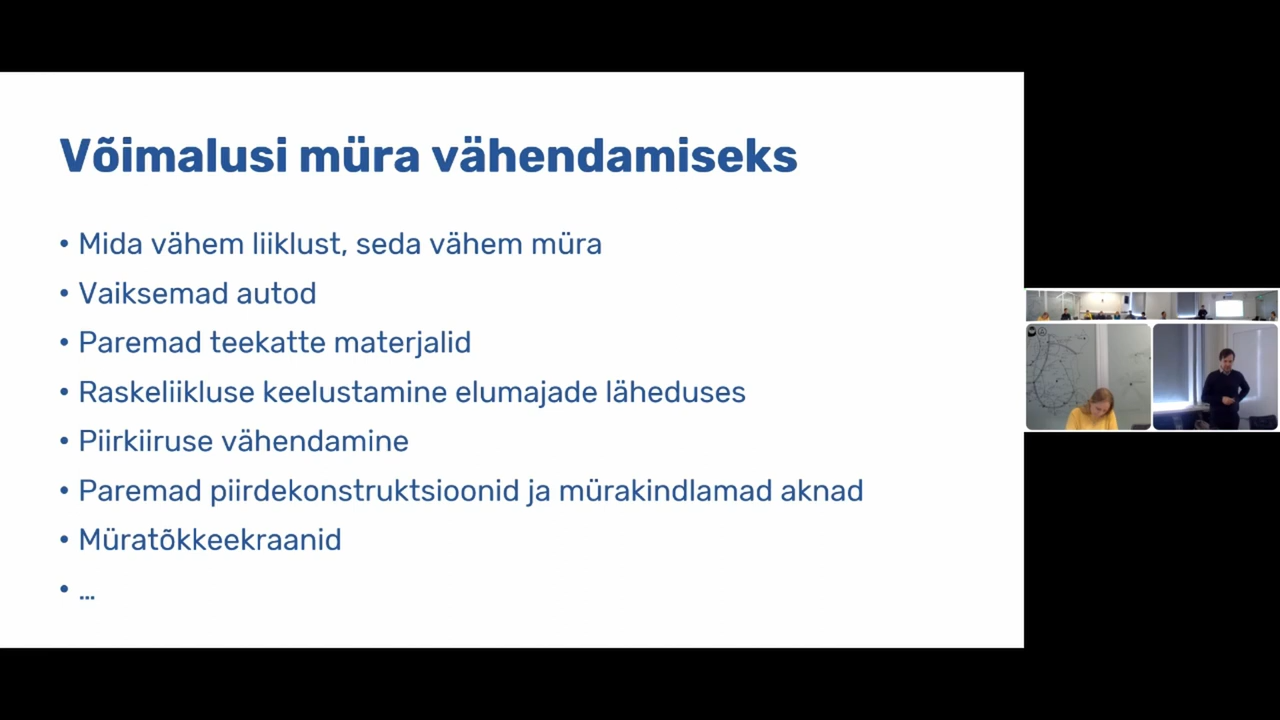 Võimalusi müra vähendamiseks
• Mida vähem liiklust, seda vähem müra
• Vaiksemad autod
• Paremad teekatte materjalid
• Raskeliikluse keelustamine elumajade läheduses
• Piirkiiruse vähendamine
• Paremad piirdekonstruktsioonid ja mürakindlamad aknad
• Müratõkkeekraanid
• …